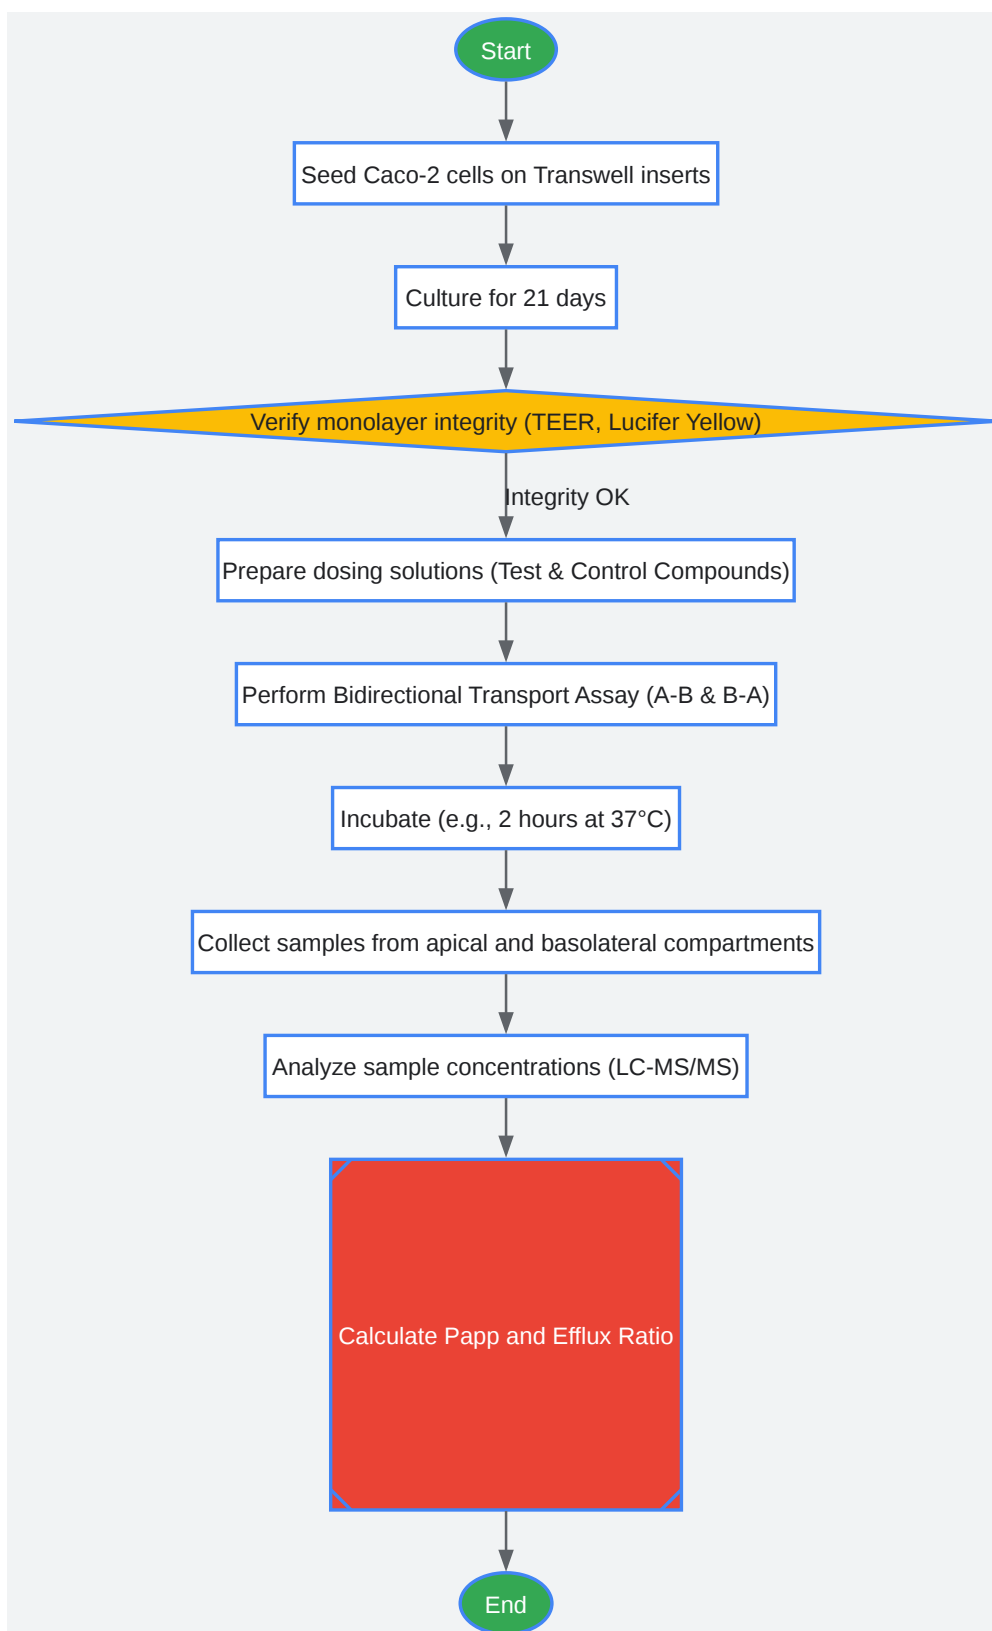 Start
Seed Caco-2 cells on Transwell inserts
Culture for 21 days
Verify monolayer integrity (TEER, Lucifer Yellow)
Integrity OK
Prepare dosing solutions (Test & Control Compounds)
Perform Bidirectional Transport Assay (A-B & B-A)
Incubate (e.g., 2 hours at 37°C)
Collect samples from apical and basolateral compartments
Analyze sample concentrations (LC-MS/MS)
Calculate Papp and Efflux Ratio
End